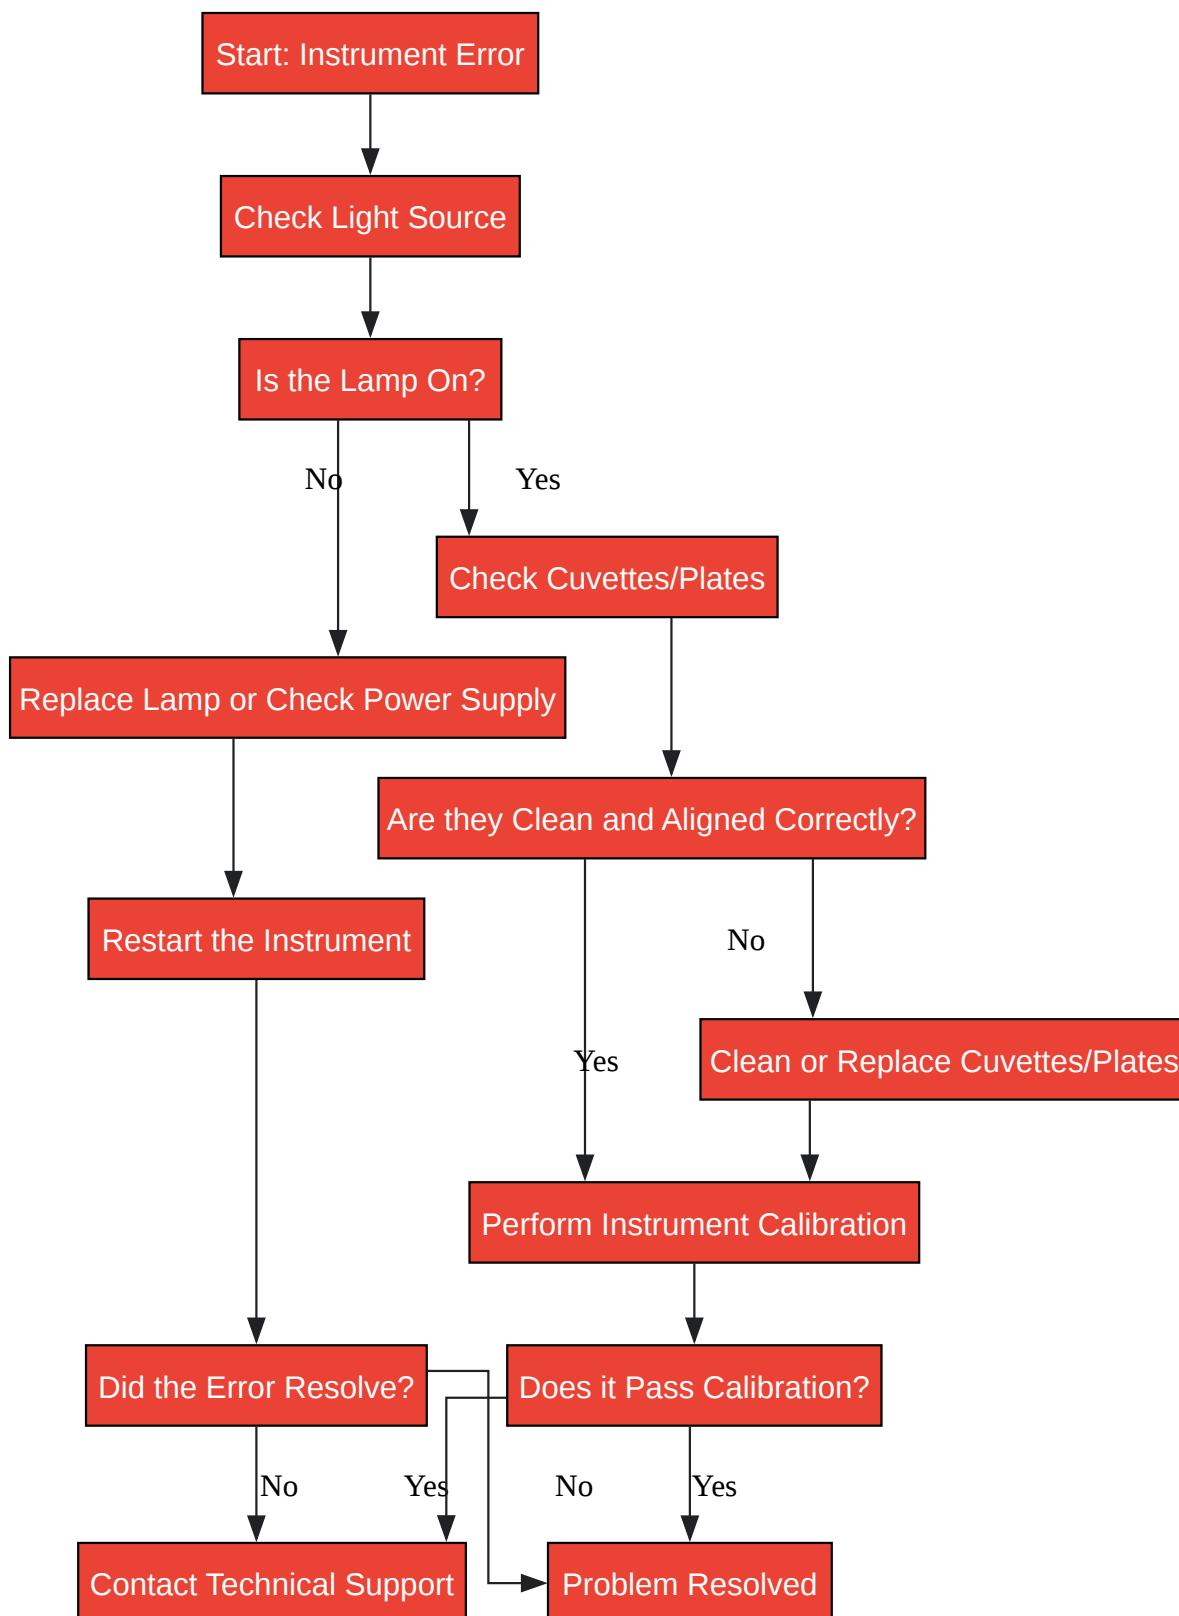 Start: Instrument Error
Check Light Source
Is the Lamp On?
No
Yes
Check Cuvettes/Plates
Replace Lamp or Check Power Supply
Are they Clean and Aligned Correctly?
Restart the Instrument
No
Yes
Clean or Replace Cuvettes/Plates
Perform Instrument Calibration
Did the Error Resolve?
Does it Pass Calibration?
No
Yes
No
Yes
Contact Technical Support
Problem Resolved